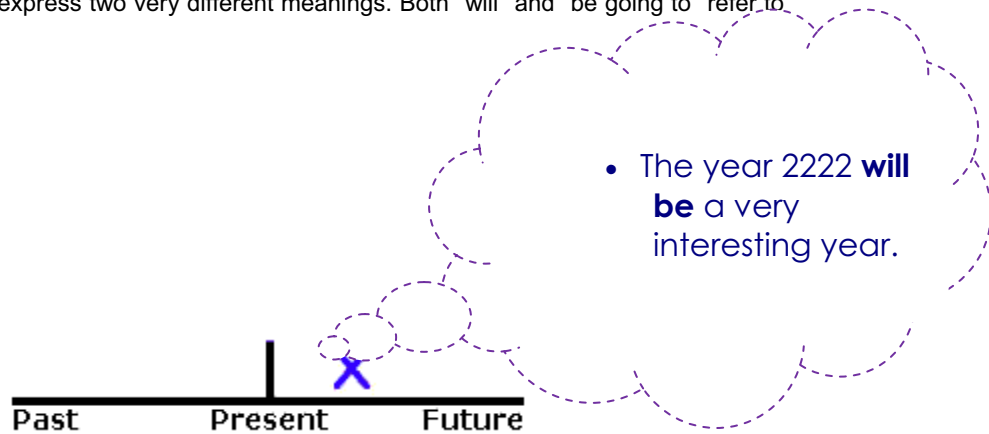 express two very different meanings. Both "will" and "be going to" refer to
• The year 2222 will
be a very
interesting year.
Past Present Future